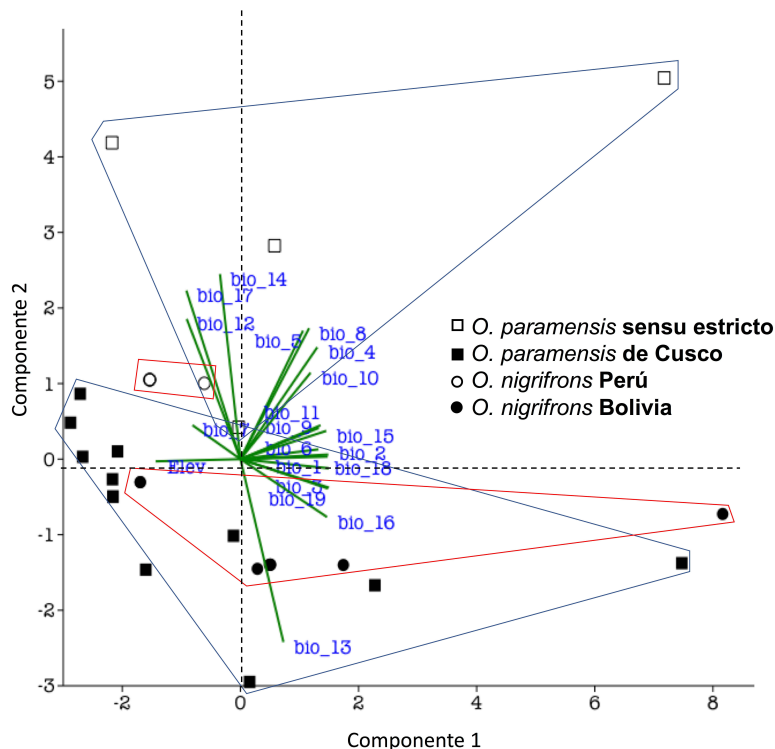 5
4
3
2
1
0
-1
-2
-3
Componente 2
bio_14
bio_17
bio_12
bio_5
bio_8
bio_4
bio_10
bio_11
bio_7
bio_9
bio_15
bio_6
bio_2
Elev
bio_1
bio_18
bio_3
bio_19
bio_16
bio_13
O. paramensis sensu estricto
O. paramensis de Cusco
O. nigrifrons Perú
O. nigrifrons Bolivia
-2 0 2 4 6 8
Componente 1